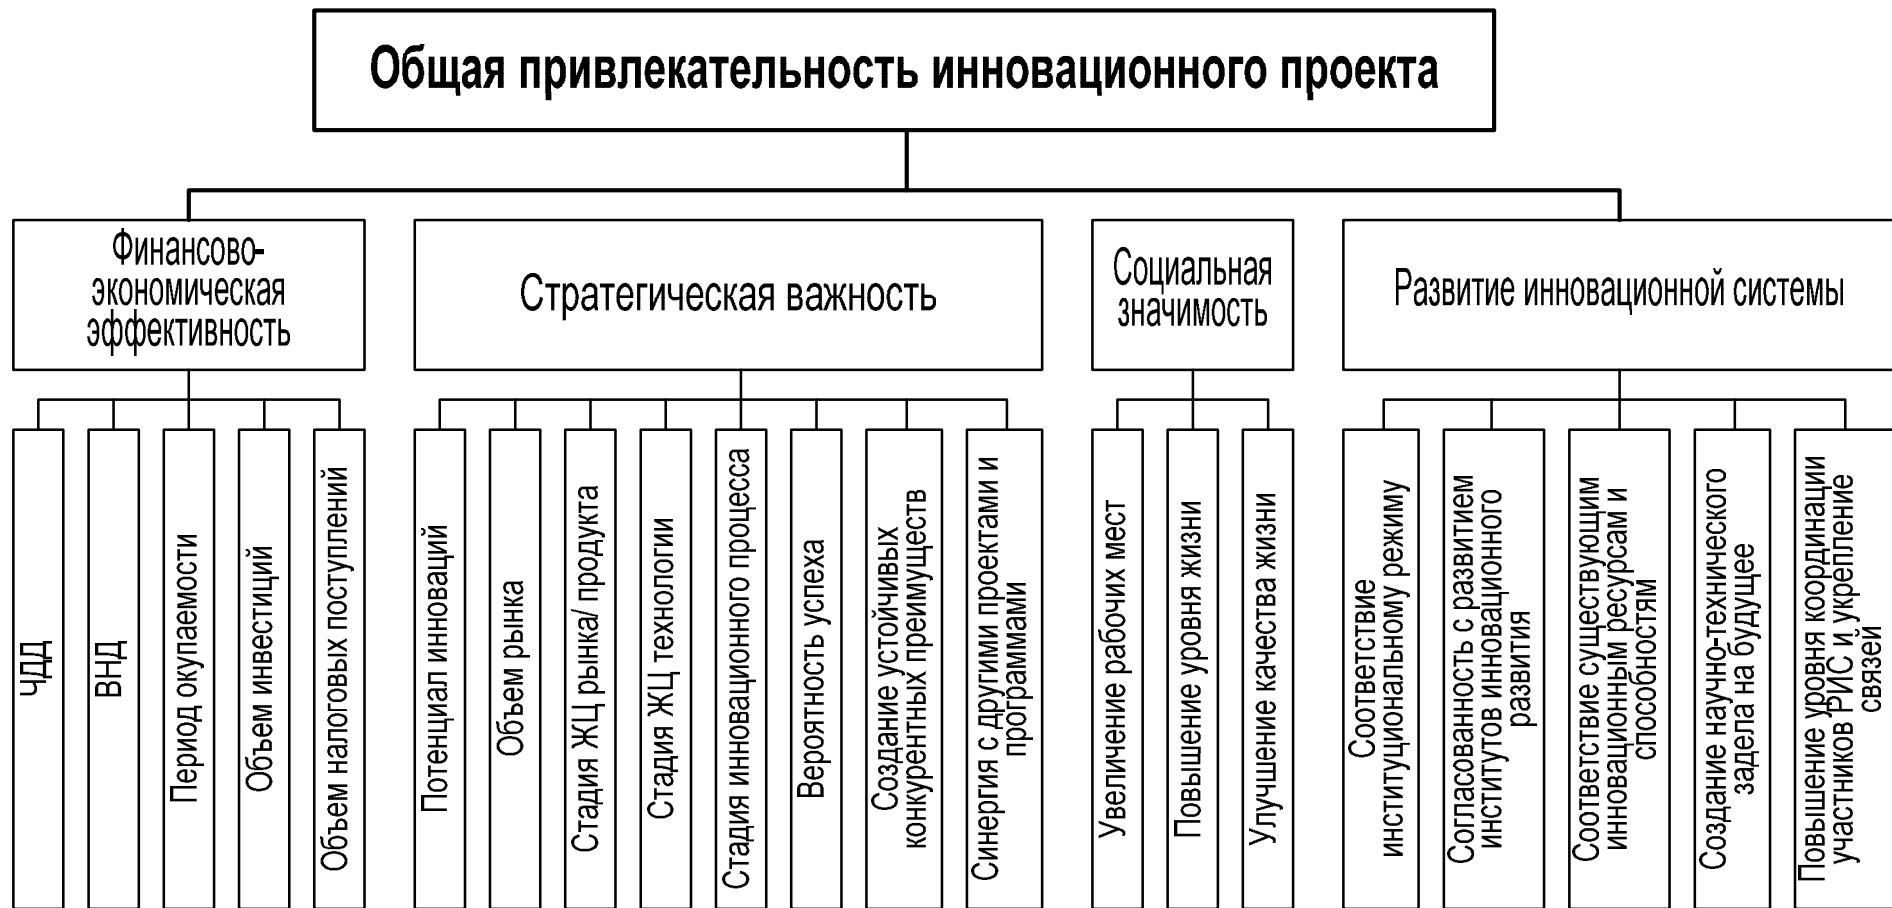 Общая привлекательность инновационного проекта
Финансово-
экономическая
эффективность
Стратегическая важность
Социальная
значимость
Развитие инновационной системы
ЧДД
ВНД
Период окупаемости
Объем инвестиций
Объем налоговых поступлений
Потенциал инноваций
Объем рынка
Стадия ЖЦ рынка/ продукта
Стадия ЖЦ технологии
Стадия инновационного процесса
Вероятность успеха
Создание устойчивых
конкурентных преимуществ
Синергия с другими проектами и
программами
Увеличение рабочих мест
Повышение уровня жизни
Улучшение качества жизни
Соответствие
институциональному режиму
Согласованность с развитием
институтов инновационного
развития
Соответствие существующим
инновационным ресурсам и
способностям
Создание научно-технического
задела на будущее
Повышение уровня координации
участников РИС и укрепление
связей